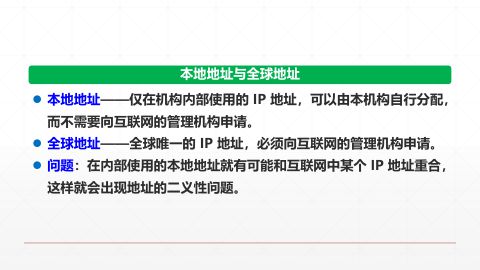 本地地址与全球地址
本地地址——仅在机构内部使用的 IP 地址，可以由本机构自行分配，
而不需要向互联网的管理机构申请。
全球地址——全球唯一的 IP 地址，必须向互联网的管理机构申请。
问题：在内部使用的本地地址就有可能和互联网中某个 IP 地址重合，
这样就会出现地址的二义性问题。